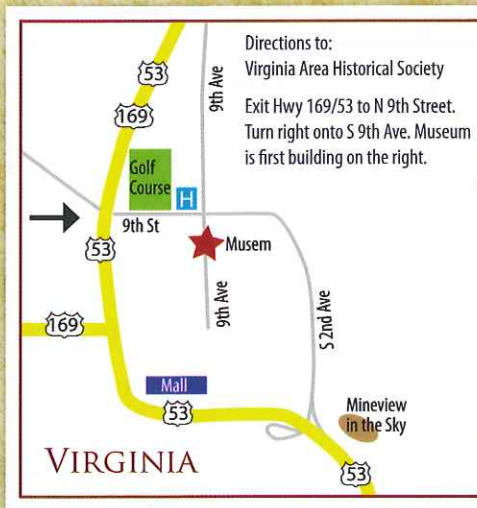 Directions to:
Virginia Area Historical Society
Exit Hwy 169/53 to N 9th Street.
Turn right onto S 9th Ave. Museum
is first building on the right.
53
9th Ave
169
Golf
Course
H
9th St
53
Musem
9th Ave
S 2nd Ave
169
Mall
53
Mineview
in the Sky
53
VIRGINIA